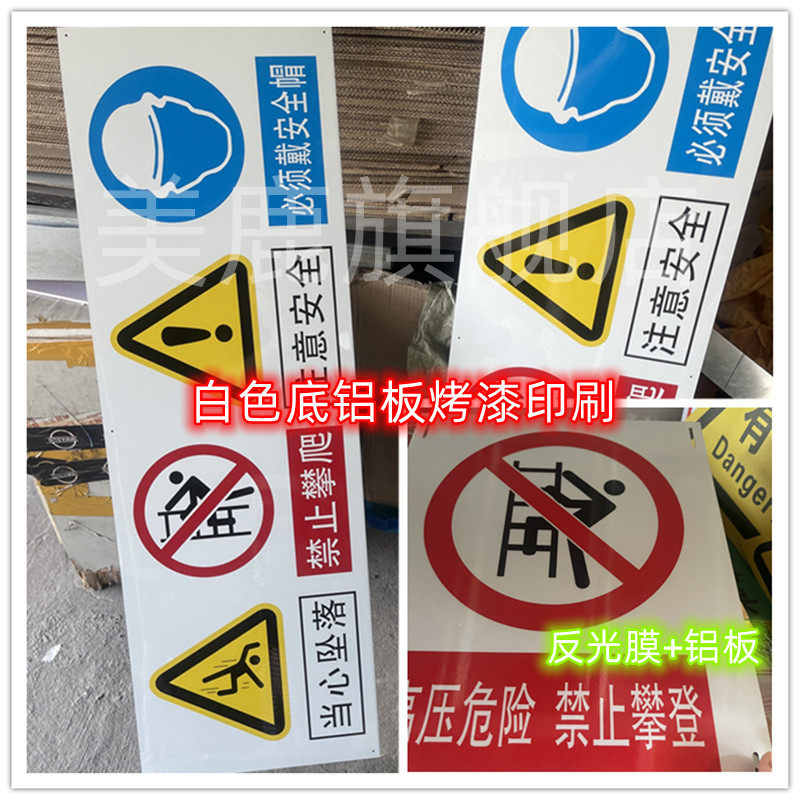 必须戴安全帽
注意安全
禁止攀爬
当心坠落
必须戴安全
注意安全
美鹿旗舰店
白色底铝板烤漆印刷
有
Danger
反光膜+铝板
高压危险 禁止攀登